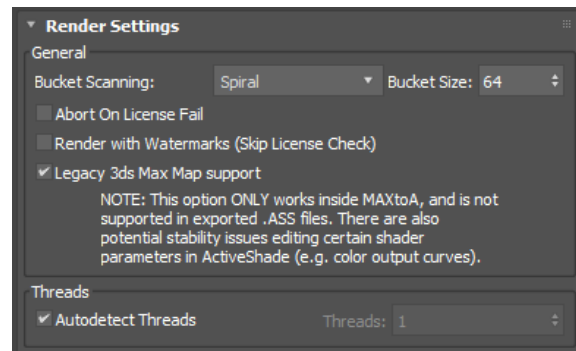 Render Settings
General
Bucket Scanning: Spiral Bucket Size: 64
Abort On License Fail
Render with Watermarks (Skip License Check)
Legacy 3ds Max Map support
NOTE: This option ONLY works inside MAXtoA, and is not
supported in exported .ASS files. There are also
potential stability issues editing certain shader
parameters in ActiveShade (e.g. color output curves).
Threads
Autodetect Threads Threads: 1